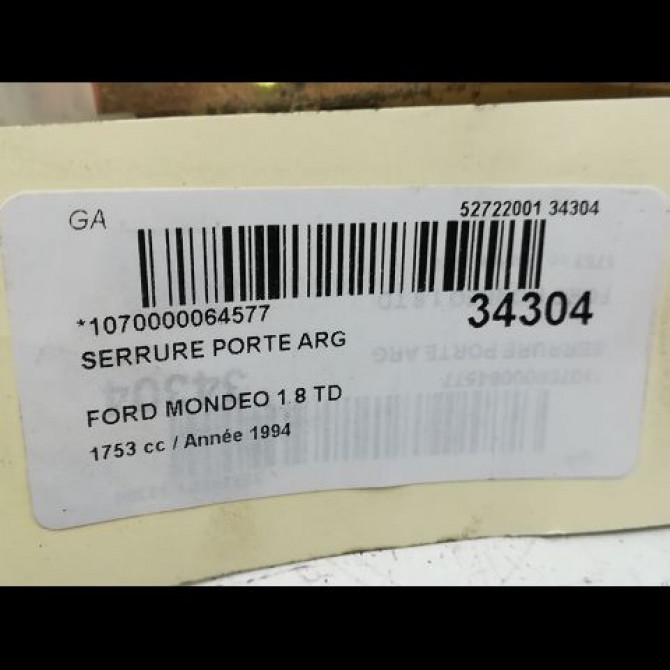 GA
52722001 34304
*1070000064577
34304
SERRURE PORTE ARG
FORD MONDEO 1.8 TD
1753 cc / Année 1994